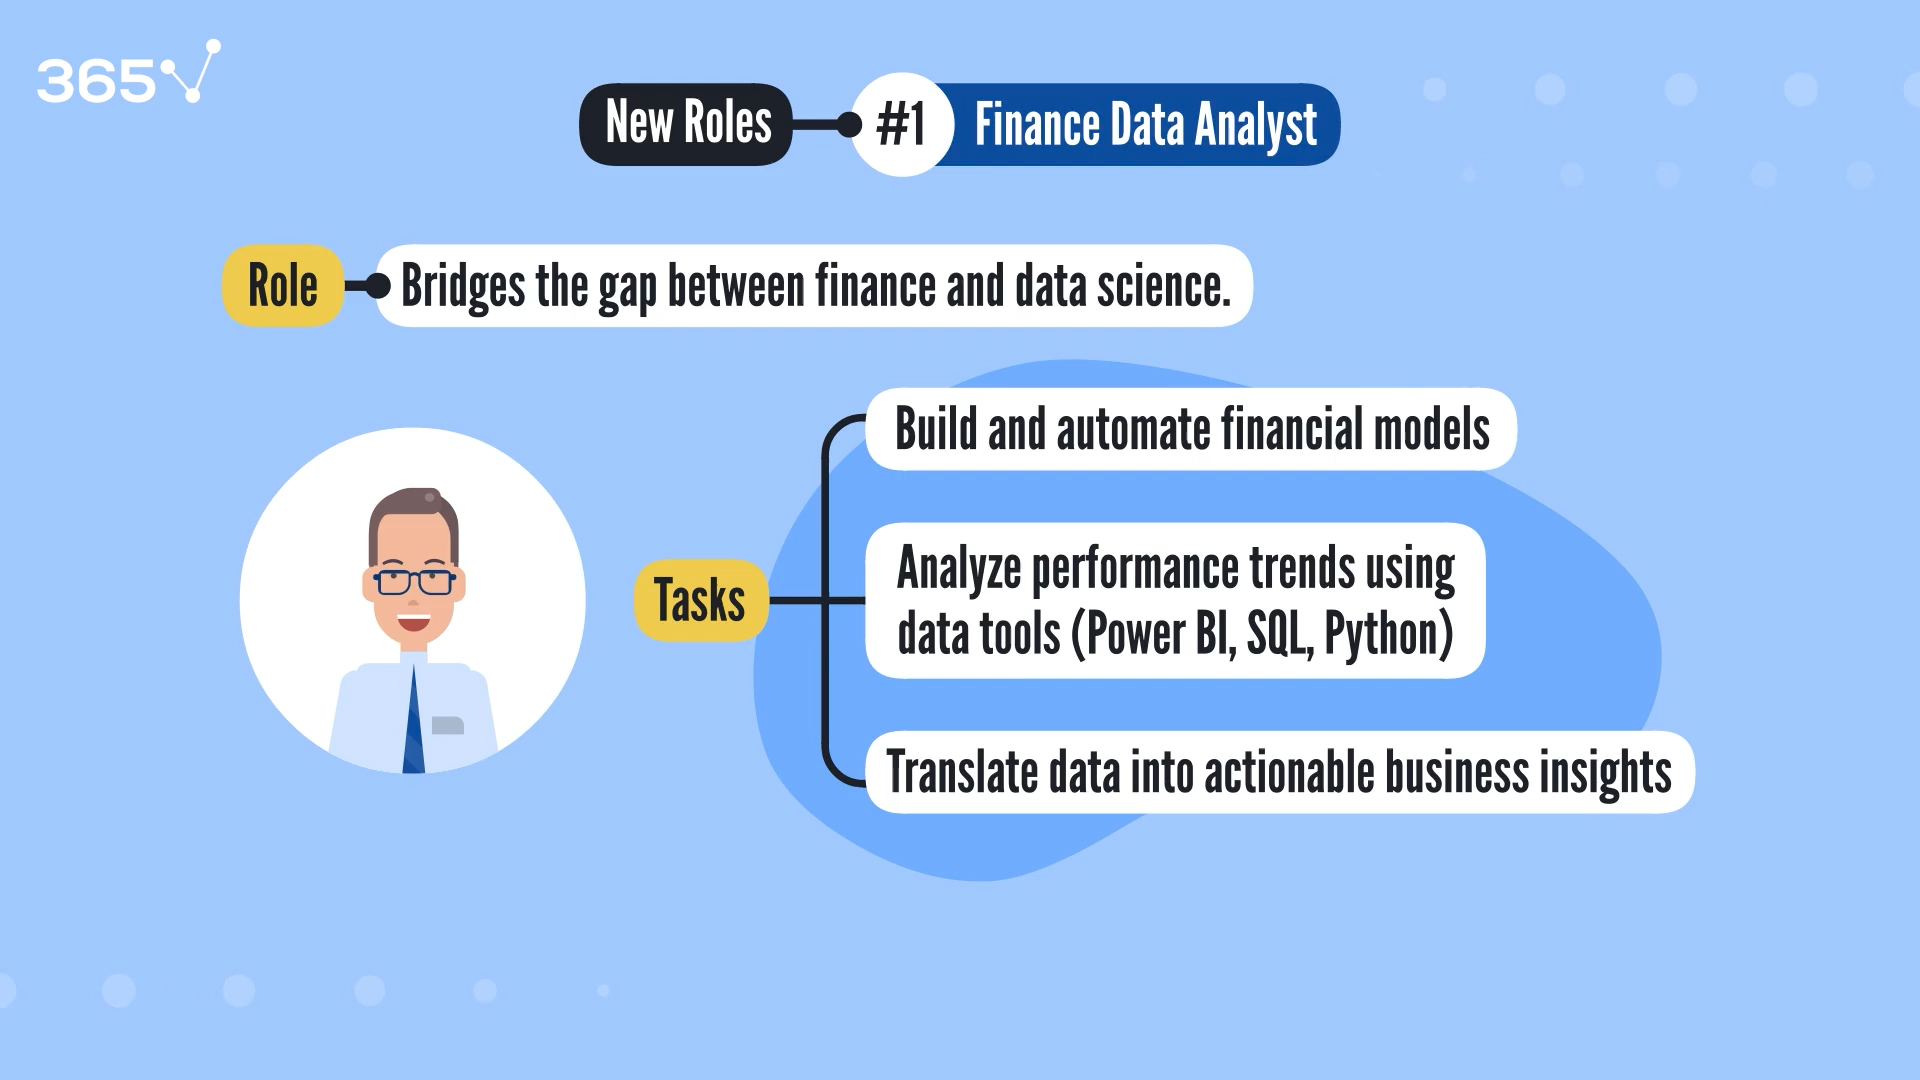 365
New Roles
#1
Finance Data Analyst
Role
Bridges the gap between finance and data science.
Tasks
Build and automate financial models
Analyze performance trends using
data tools (Power BI, SQL, Python)
Translate data into actionable business insights